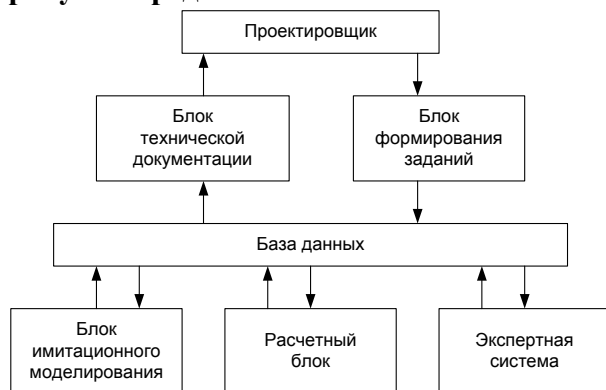 Проектировщик
Блок
технической
документации
Блок
формирования
заданий
База данных
Блок
имитационного
моделирования
Расчетный
блок
Экспертная
система